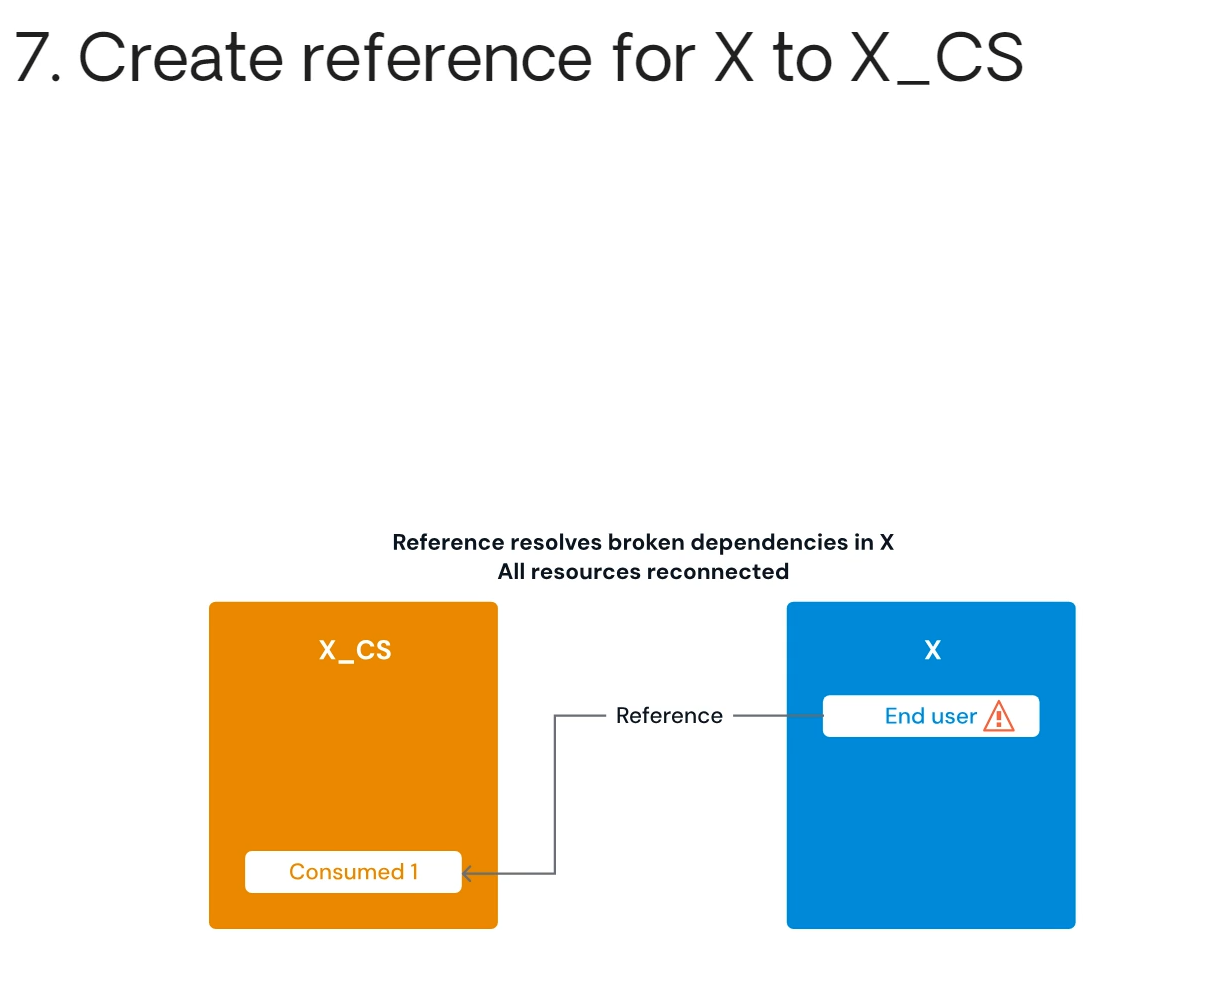 7. Create reference for X to X_CS
Reference resolves broken dependencies in X
All resources reconnected
X_CS
X
Reference
End user
Consumed 1